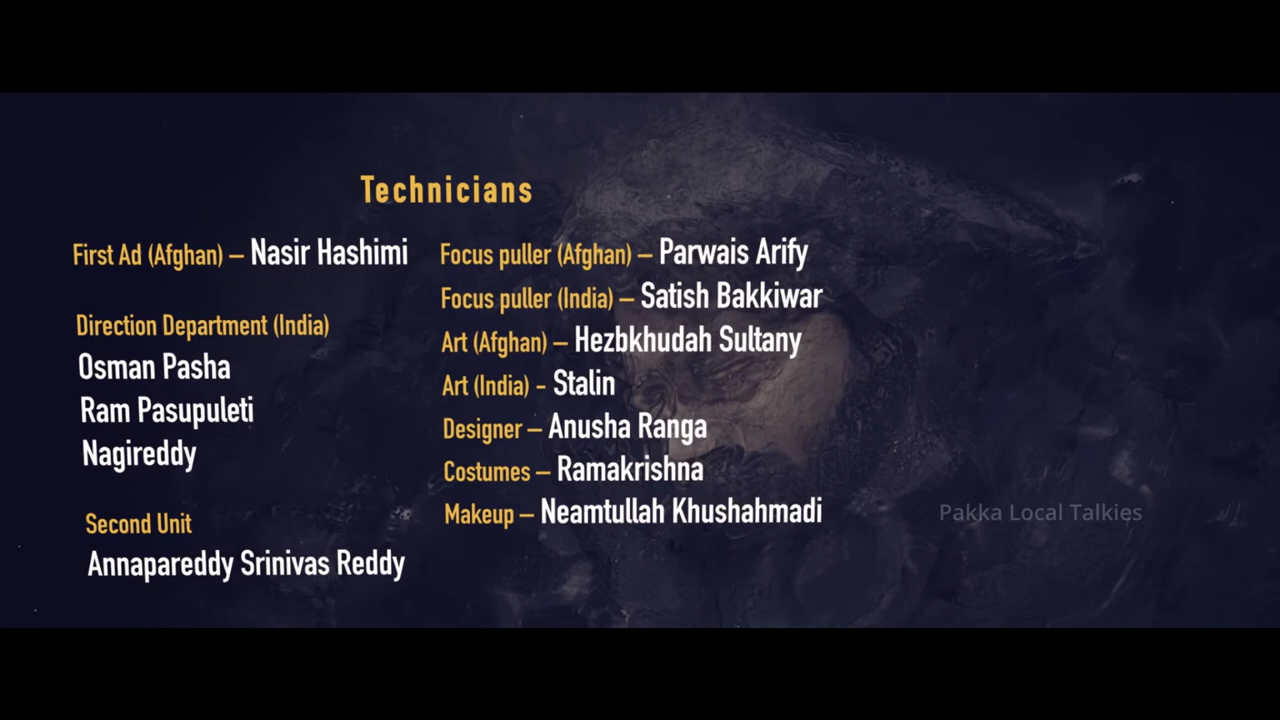 Technicians
First Ad (Afghan) – Nasir Hashimi
Direction Department (India)
Osman Pasha
Ram Pasupuleti
Nagireddy
Second Unit
Annapareddy Srinivas Reddy
Focus puller (Afghan) – Parwais Arify
Focus puller (India) – Satish Bakkiwar
Art (Afghan) – Hezbkhudah Sultany
Art (India) - Stalin
Designer – Anusha Ranga
Costumes – Ramakrishna
Makeup – Neamtullah Khushahmadi
Pakka Local Talkies